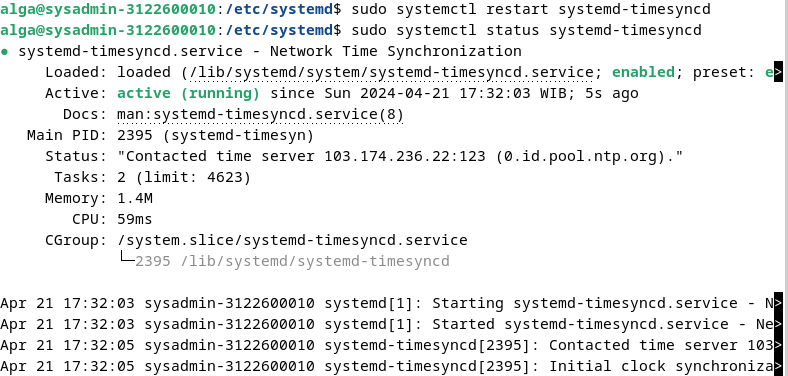 alga@sysadmin-3122600010:/etc/systemd$ sudo systemctl restart systemd-timesyncd
alga@sysadmin-3122600010:/etc/systemd$ sudo systemctl status systemd-timesyncd
● systemd-timesyncd.service - Network Time Synchronization
     Loaded: loaded (/lib/systemd/system/systemd-timesyncd.service; enabled; preset: e>
     Active: active (running) since Sun 2024-04-21 17:32:03 WIB; 5s ago
       Docs: man:systemd-timesyncd.service(8)
   Main PID: 2395 (systemd-timesyn)
     Status: "Contacted time server 103.174.236.22:123 (0.id.pool.ntp.org)."
      Tasks: 2 (limit: 4623)
     Memory: 1.4M
        CPU: 59ms
     CGroup: /system.slice/systemd-timesyncd.service
             └─2395 /lib/systemd/systemd-timesyncd
Apr 21 17:32:03 sysadmin-3122600010 systemd[1]: Starting systemd-timesyncd.service - N>
Apr 21 17:32:03 sysadmin-3122600010 systemd[1]: Started systemd-timesyncd.service - Ne>
Apr 21 17:32:05 sysadmin-3122600010 systemd-timesyncd[2395]: Contacted time server 103>
Apr 21 17:32:05 sysadmin-3122600010 systemd-timesyncd[2395]: Initial clock synchroniza>